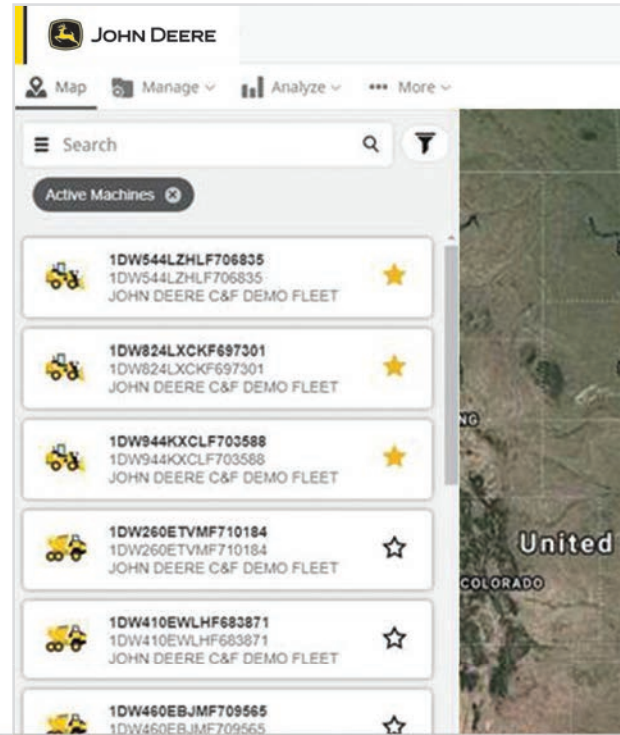 JOHN DEERE
Map Manage Analyze More
Search
Active Machines
1DW544LZHLF706835
1DW544LZHLF706835
JOHN DEERE C&F DEMO FLEET
1DW824LXCKF697301
1DW824LXCKF697301
JOHN DEERE C&F DEMO FLEET
1DW944KXCLF703588
1DW944KXCLF703588
JOHN DEERE C&F DEMO FLEET
1DW260ETVMF710184
1DW260ETVMF710184
JOHN DEERE C&F DEMO FLEET
1DW410EWLHF683871
1DW410EWLHF683871
JOHN DEERE C&F DEMO FLEET
1DW460EBJMF709565
1DW460EBJMF709565
NG
United
COLORADO